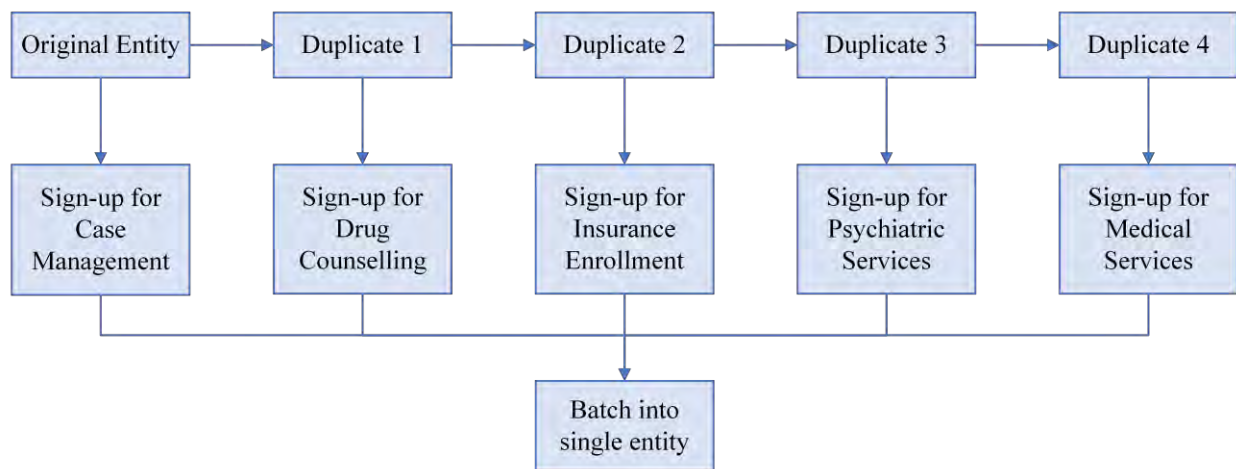 Original Entity
Duplicate 1
Duplicate 2
Duplicate 3
Duplicate 4
Sign-up for
Case
Management
Sign-up for
Drug
Counselling
Sign-up for
Insurance
Enrollment
Sign-up for
Psychiatric
Services
Sign-up for
Medical
Services
Batch into
single entity